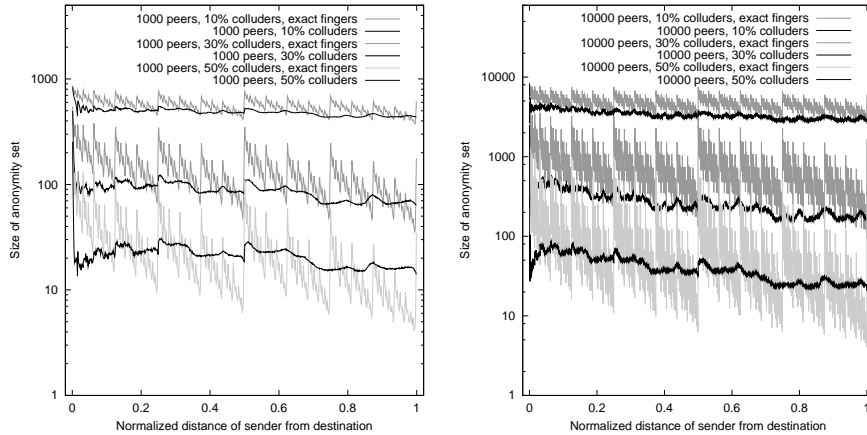 1000 peers, 10% colluders, exact fingers
1000 peers, 10% colluders
1000 peers, 30% colluders, exact fingers
1000 peers, 30% colluders
1000 peers, 50% colluders, exact fingers
1000 peers, 50% colluders
1000
100
10
1
Size of anonymity set
0 0.2 0.4 0.6 0.8 1
Normalized distance of sender from destination
10000 peers, 10% colluders, exact fingers
10000 peers, 10% colluders
10000 peers, 30% colluders, exact fingers
10000 peers, 30% colluders
10000 peers, 50% colluders, exact fingers
10000 peers, 50% colluders
10000
1000
100
10
1
Size of anonymity set
0 0.2 0.4 0.6 0.8 1
Normalized distance of sender from destination